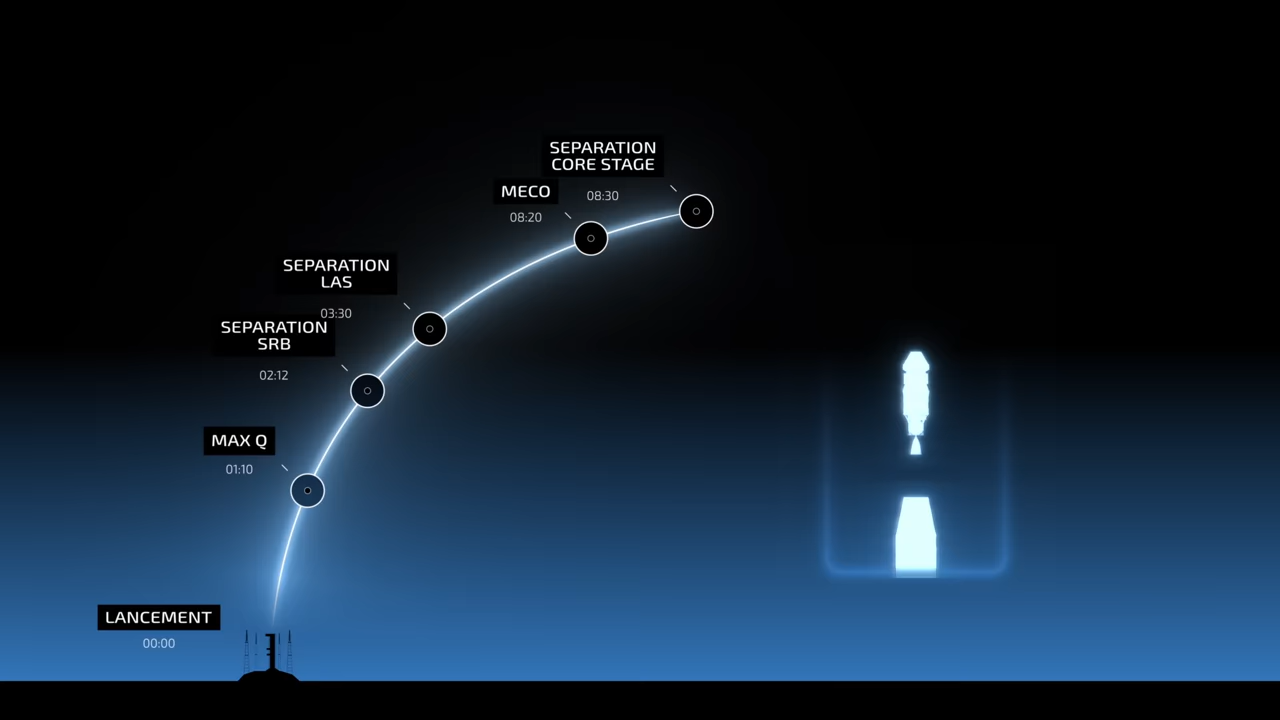 SEPARATION
CORE STAGE
08:30
MECO
08:20
SEPARATION
LAS
03:30
SEPARATION
SRB
02:12
MAX Q
01:10
LANCEMENT
00:00